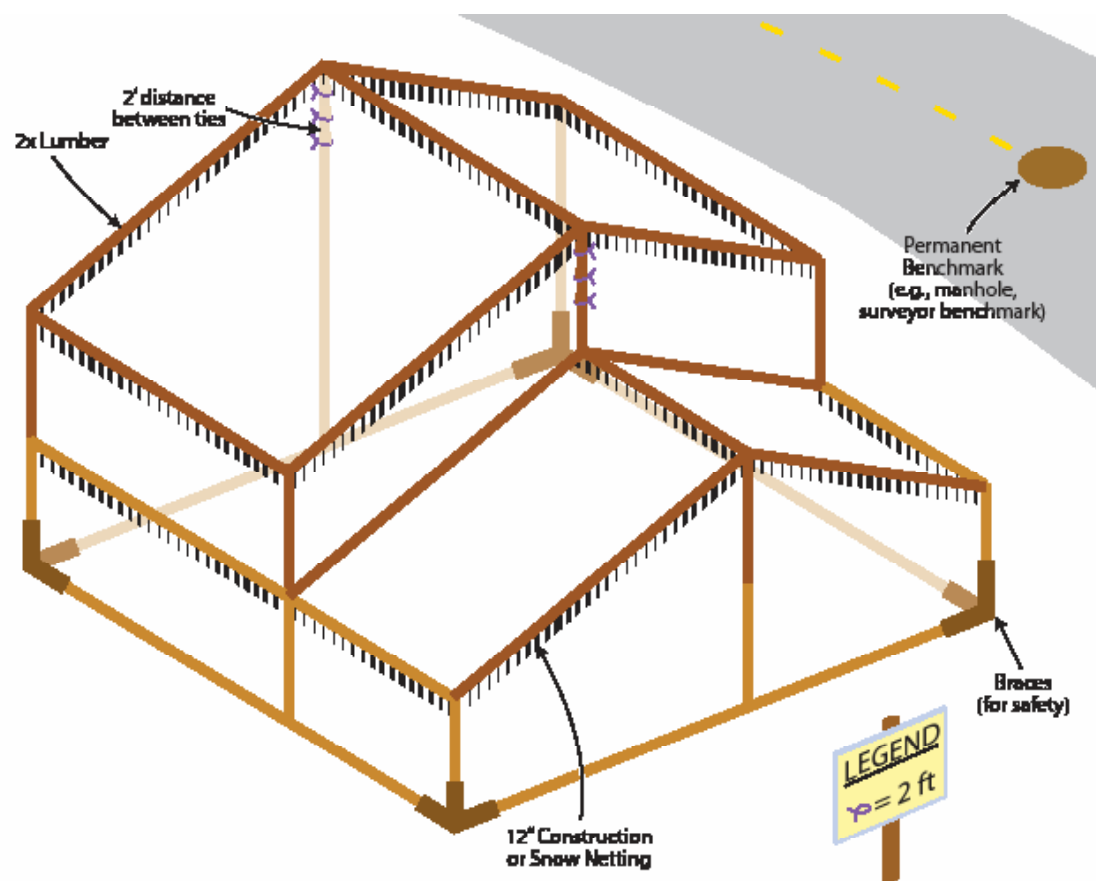 2' distance
between ties
2x Lumber
Permanent
Benchmark
(e.g., manhole,
surveyor benchmark)
Braces
(for safety)
LEGEND
= 2 ft
12" Construction
or Snow Netting